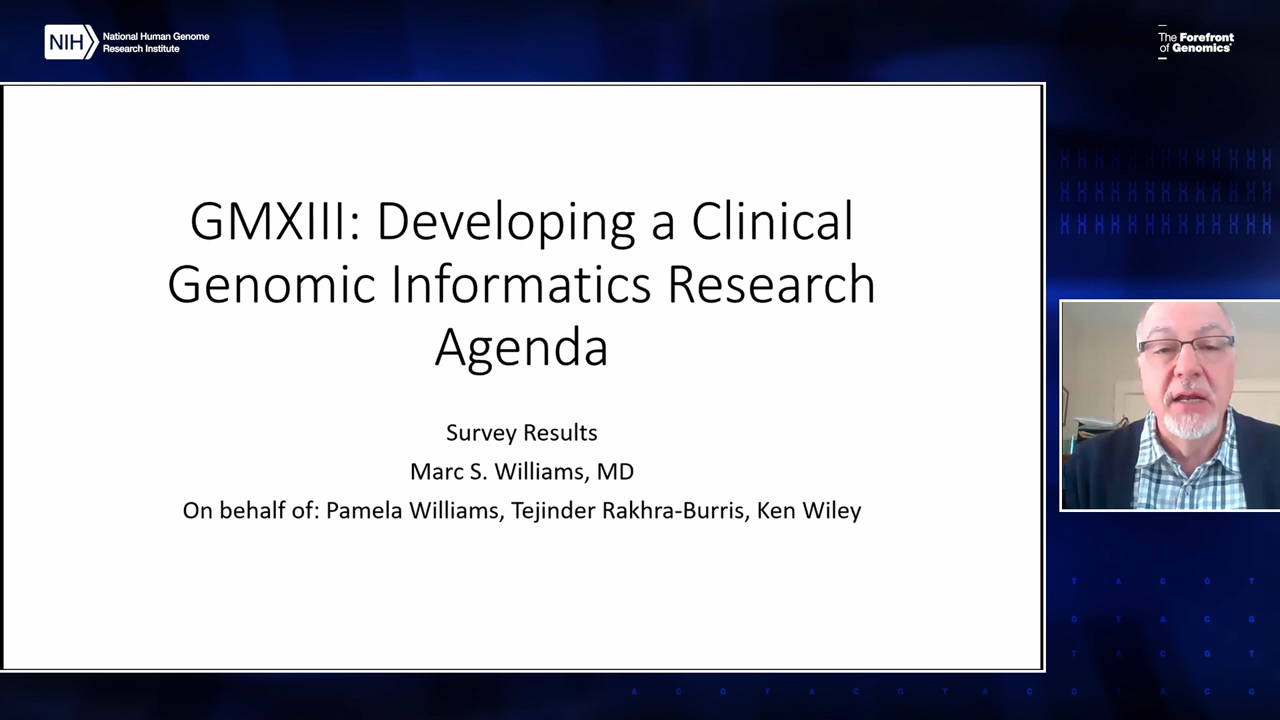 NIH
National Human Genome
Research Institute
The Forefront
of Genomics®
GMXIII: Developing a Clinical
Genomic Informatics Research
Agenda
Survey Results
Marc S. Williams, MD
On behalf of: Pamela Williams, Tejinder Rakhra-Burris, Ken Wiley
T A C G T
G T A C G
T A C G T
A C G T A C G T A C G T A C G